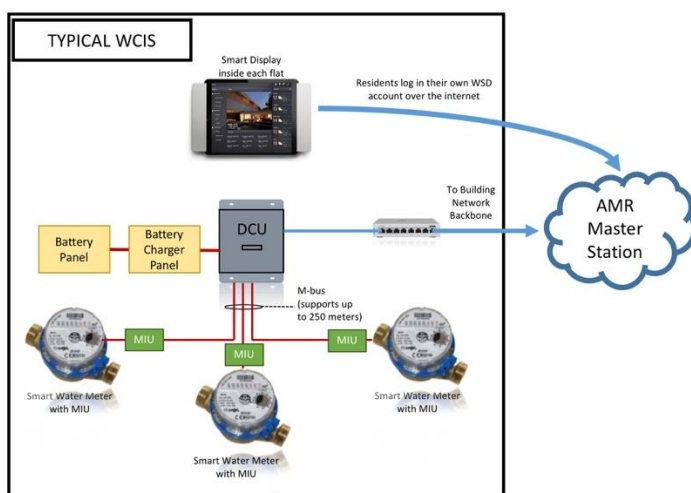 TYPICAL WCIS
Smart Display
inside each flat
Residents log in their own WSD
account over the internet
To Building
Network
Backbone
AMR
Master
Station
DCU
Battery
Panel
Battery
Charger
Panel
M-bus
(supports up
to 250 meters)
MIU
MIU
MIU
Smart Water Meter
with MIU
Smart Water Meter
with MIU
Smart Water Meter
with MIU